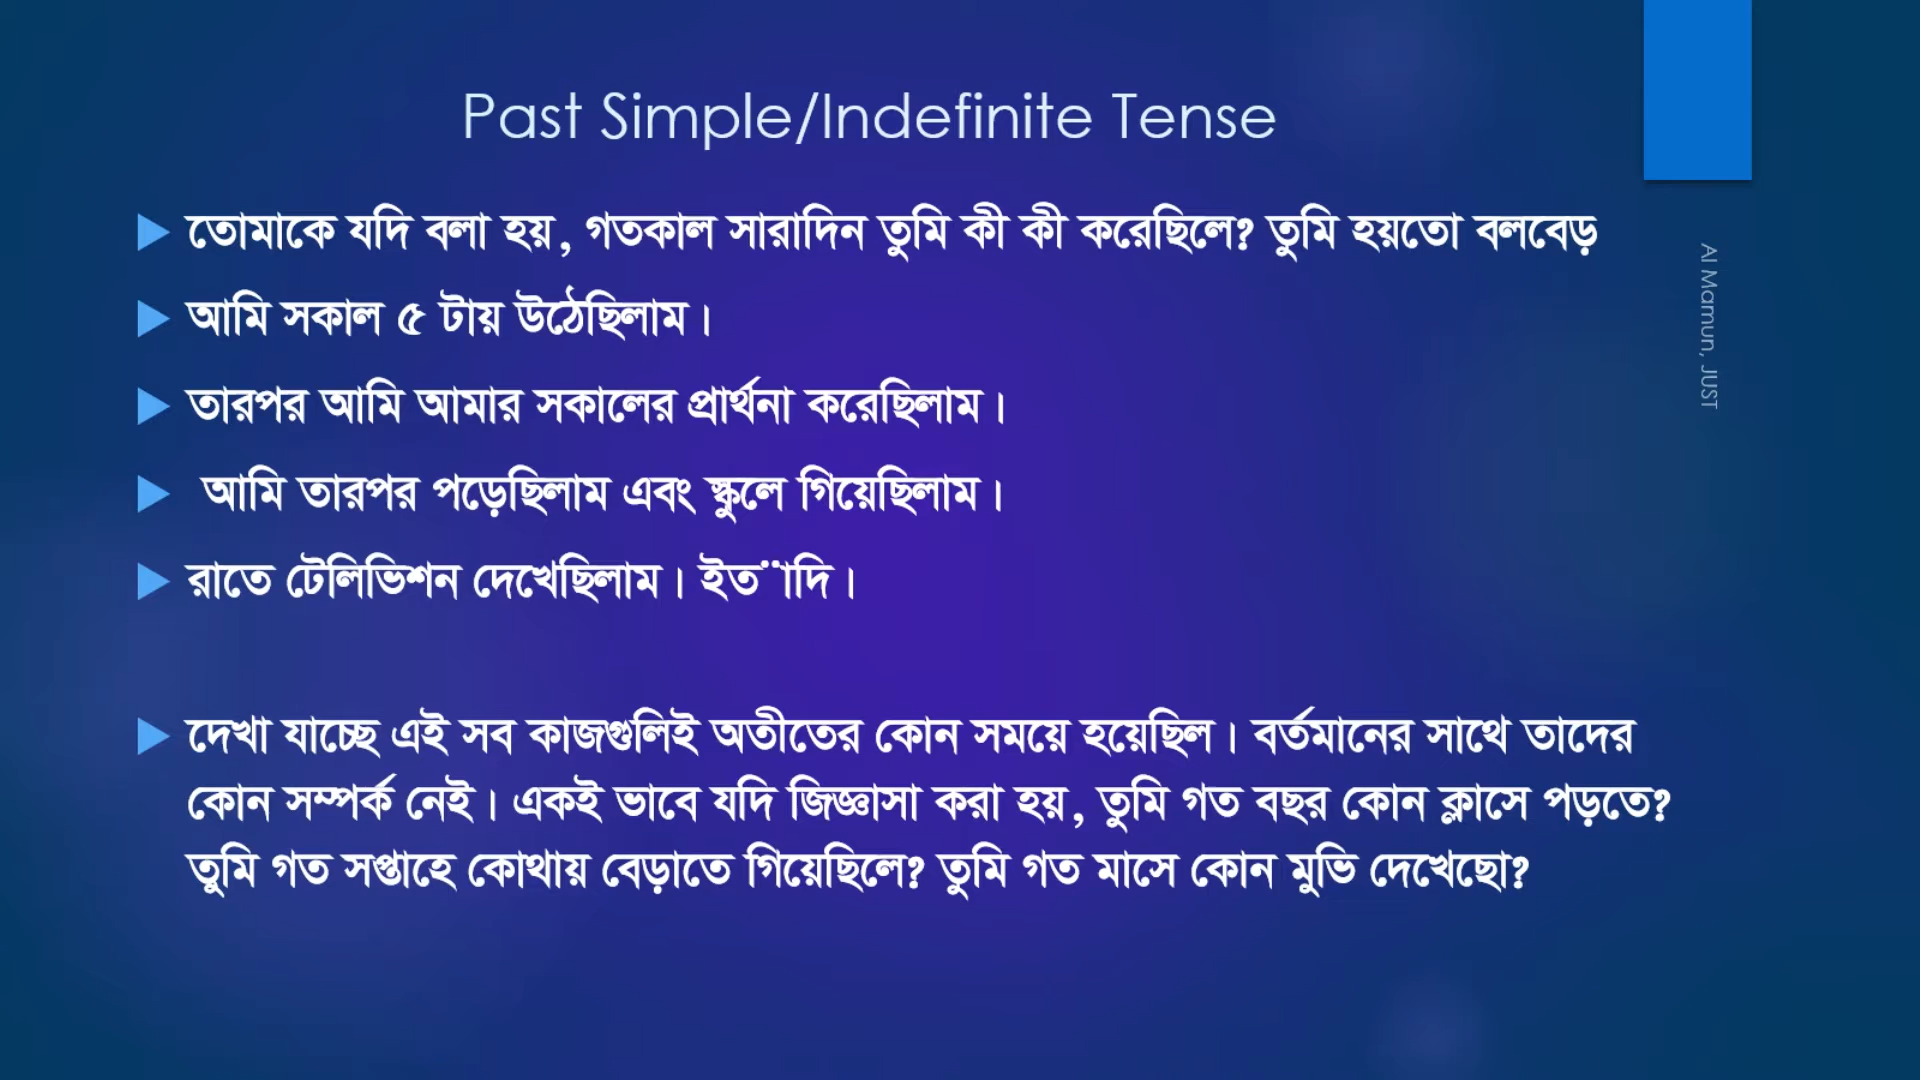 Past Simple/Indefinite Tense
তোমাকে যদি বলা হয়, গতকাল সারাদিন তুমি কী কী করেছিলে? তুমি হয়তো বলবেড়
আমি সকাল ৫ টায় উঠেছিলাম।
তারপর আমি আমার সকালের প্রার্থনা করেছিলাম।
আমি তারপর পড়েছিলাম এবং স্কুলে গিয়েছিলাম।
রাতে টেলিভিশন দেখেছিলাম। ইত¨াদি।
দেখা যাচ্ছে এই সব কাজগুলিই অতীতের কোন সময়ে হয়েছিল। বর্তমানের সাথে তাদের
কোন সম্পর্ক নেই। একই ভাবে যদি জিজ্ঞাসা করা হয়, তুমি গত বছর কোন ক্লাসে পড়তে?
তুমি গত সপ্তাহে কোথায় বেড়াতে গিয়েছিলে? তুমি গত মাসে কোন মুভি দেখেছো?
Al Mamun, JUST